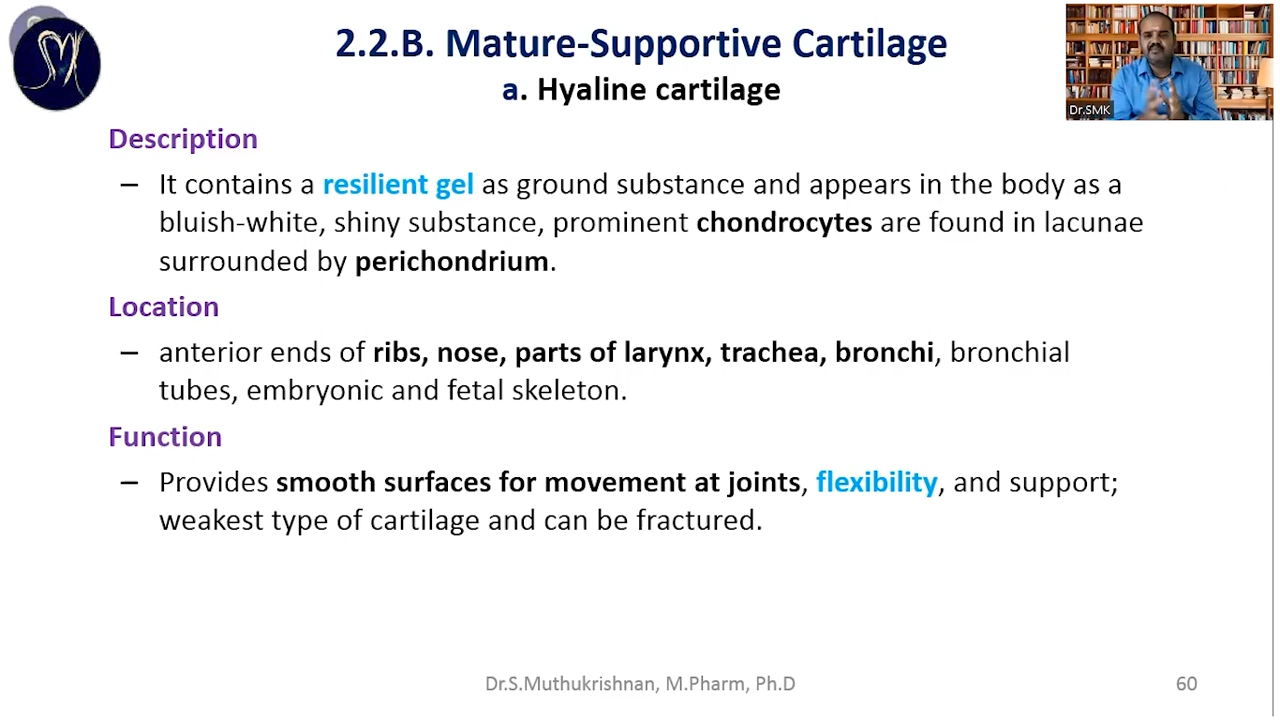 SM
2.2.B. Mature-Supportive Cartilage
a. Hyaline cartilage
Dr.SMK
Description
– It contains a resilient gel as ground substance and appears in the body as a
bluish-white, shiny substance, prominent chondrocytes are found in lacunae
surrounded by perichondrium.
Location
– anterior ends of ribs, nose, parts of larynx, trachea, bronchi, bronchial
tubes, embryonic and fetal skeleton.
Function
– Provides smooth surfaces for movement at joints, flexibility, and support;
weakest type of cartilage and can be fractured.
Dr.S.Muthukrishnan, M.Pharm, Ph.D
60